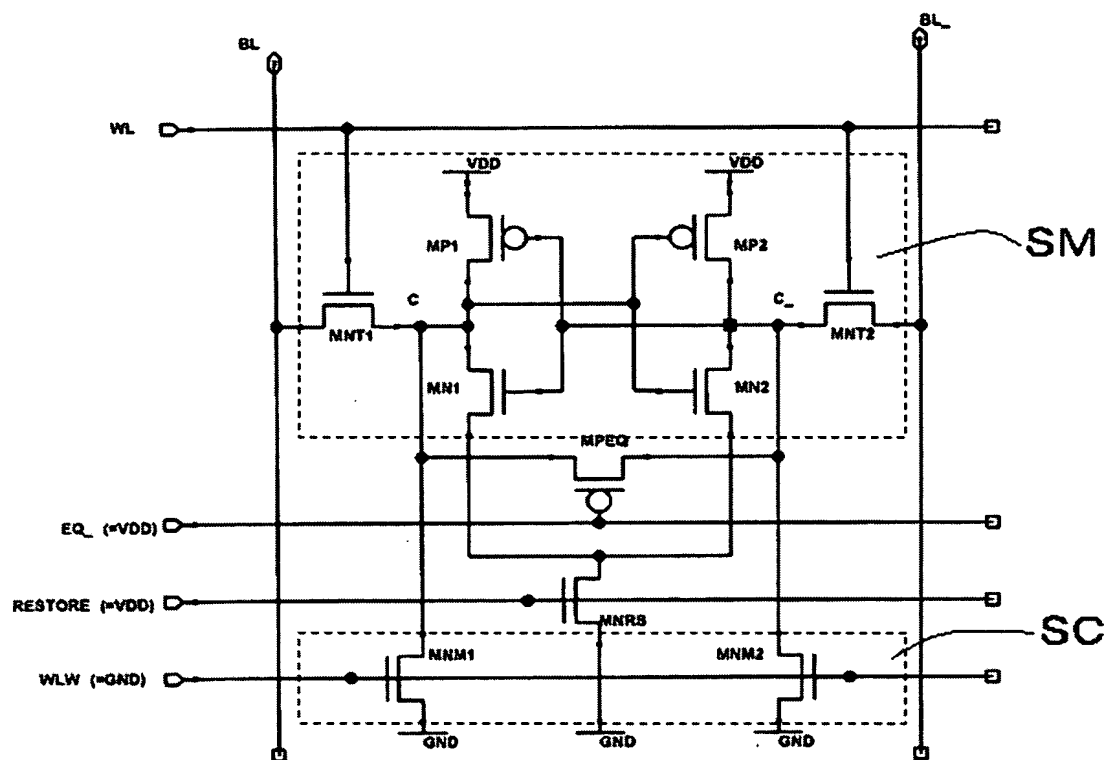 BL
BL_
WL
VDD
VDD
MP1
MP2
SM
C
C_
MNT1
MNT2
MN1
MN2
MPEQ
EQ_ (=VDD)
RESTORE (=VDD)
MNRS
SC
MNM1
MNM2
WLW (=GND)
GND
GND
GND